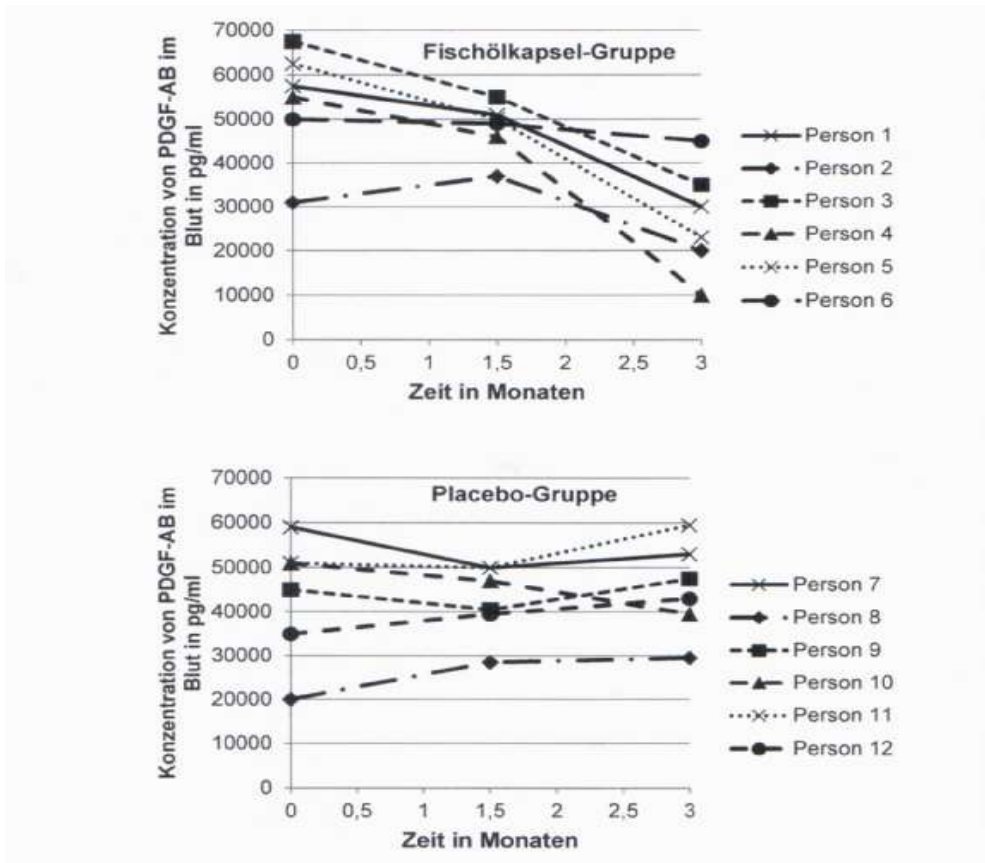 Fischölkapsel-Gruppe
Konzentration von PDGF-AB im
Blut in pg/ml
70000
60000
50000
40000
30000
20000
10000
0
0 0,5 1 1,5 2 2,5 3
Zeit in Monaten
Person 1
Person 2
Person 3
Person 4
Person 5
Person 6
Placebo-Gruppe
Konzentration von PDGF-AB im
Blut in pg/ml
70000
60000
50000
40000
30000
20000
10000
0
0 0,5 1 1,5 2 2,5 3
Zeit in Monaten
Person 7
Person 8
Person 9
Person 10
Person 11
Person 12